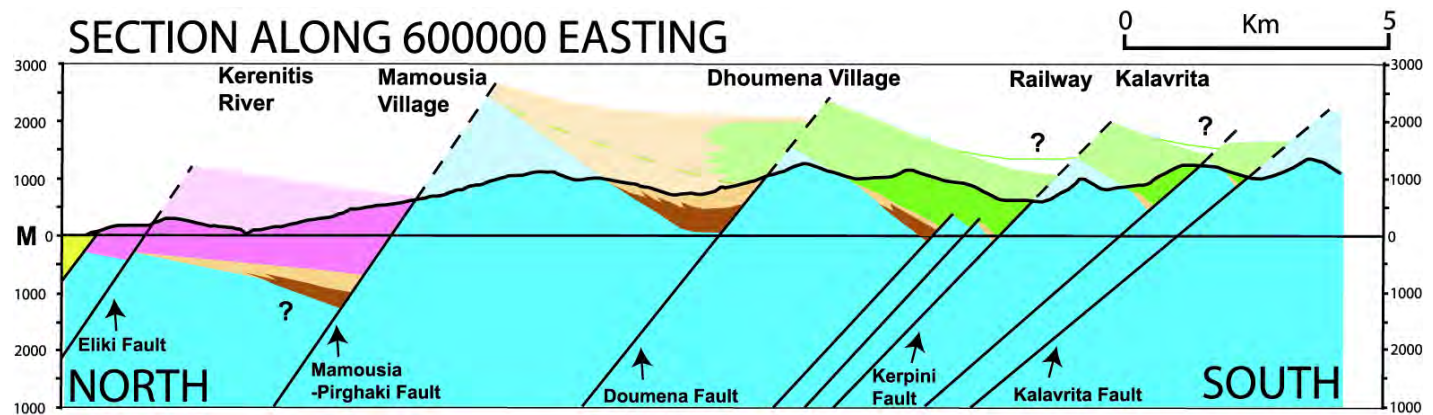 SECTION ALONG 600000 EASTING
0 Km 5
3000
2000
1000
M 0
1000
2000
1000
Kerenitis
River
Mamousia
Village
Dhoumena Village
Railway
Kalavrita
?
?
?
3000
2000
1000
0
1000
2000
1000
Eliki Fault
Mamousia
-Pirghaki Fault
Doumena Fault
Kerpini
Fault
Kalavrita Fault
NORTH
SOUTH